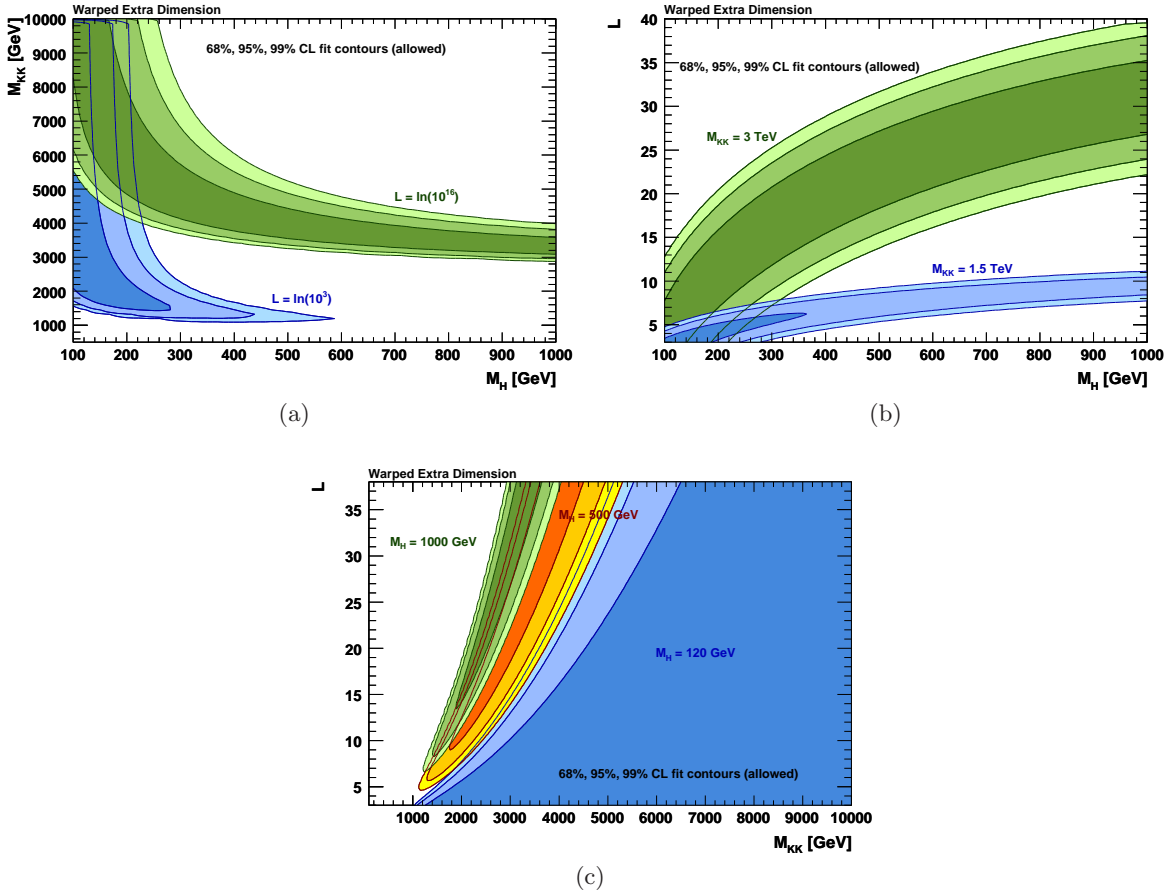 Warped Extra Dimension
M_KK [GeV]
68%, 95%, 99% CL fit contours (allowed)
10000
9000
8000
7000
6000
5000
4000
3000
2000
1000
L = ln(10^16)
L = ln(10^3)
100 200 300 400 500 600 700 800 900 1000
M_H [GeV]
(a)
Warped Extra Dimension
L
68%, 95%, 99% CL fit contours (allowed)
40
35
30
25
20
15
10
5
M_KK = 3 TeV
M_KK = 1.5 TeV
100 200 300 400 500 600 700 800 900 1000
M_H [GeV]
(b)
Warped Extra Dimension
L
35
30
25
20
15
10
5
M_H = 500 GeV
M_H = 1000 GeV
M_H = 120 GeV
68%, 95%, 99% CL fit contours (allowed)
1000 2000 3000 4000 5000 6000 7000 8000 9000 10000
M_KK [GeV]
(c)